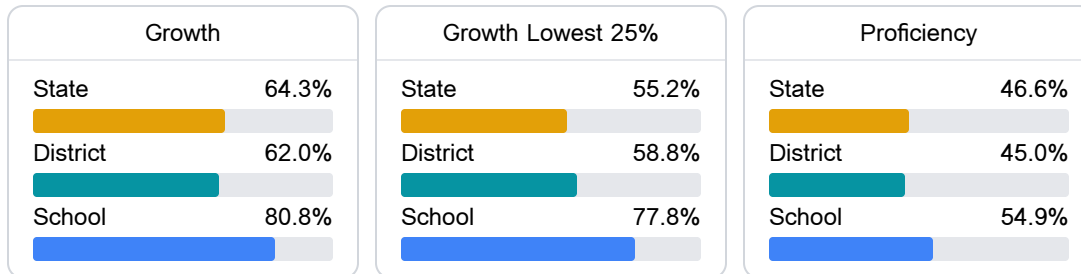 Growth
State 64.3%
District 62.0%
School 80.8%
Growth Lowest 25%
State 55.2%
District 58.8%
School 77.8%
Proficiency
State 46.6%
District 45.0%
School 54.9%